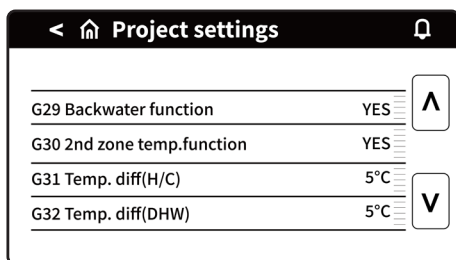 < Project settings
G29 Backwater function YES
G30 2nd zone temp.function YES
G31 Temp. diff(H/C) 5°C
G32 Temp. diff(DHW) 5°C